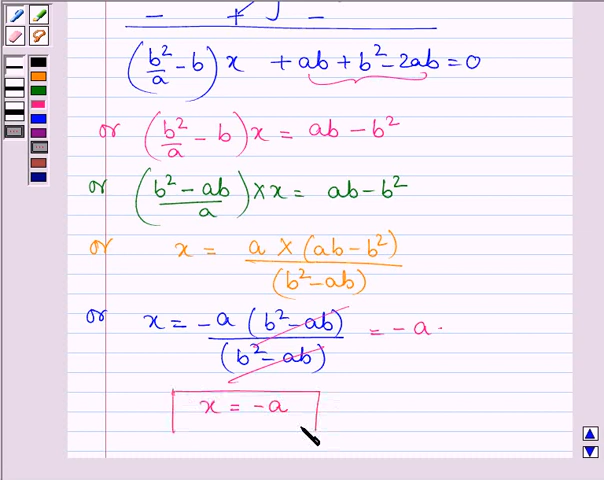 − + −
(b²/a − b) x + ab + b² − 2ab = 0
or (b²/a − b) x = ab − b²
or (b² − ab / a) × x = ab − b²
or x = a × (ab − b²) / (b² − ab)
or x = −a (b² − ab) / (b² − ab) = −a.
x = −a